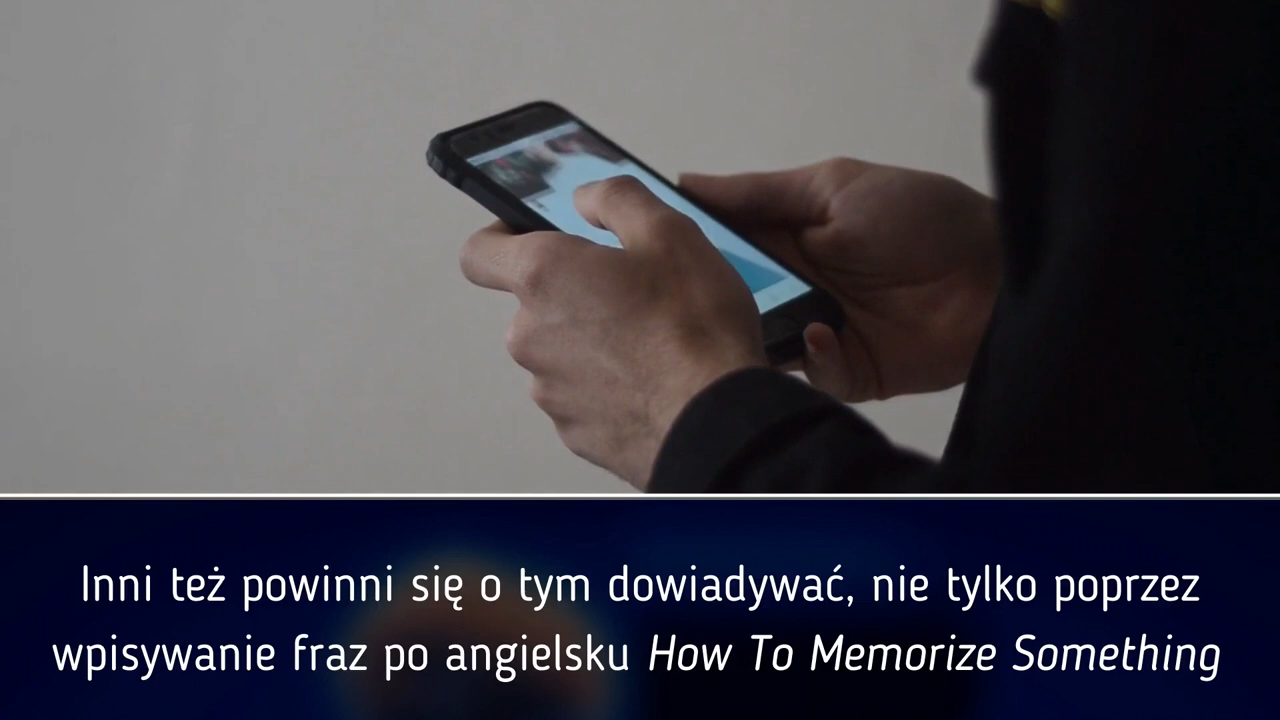 Inni też powinni się o tym dowiadywać, nie tylko poprzez
wpisywanie fraz po angielsku How To Memorize Something